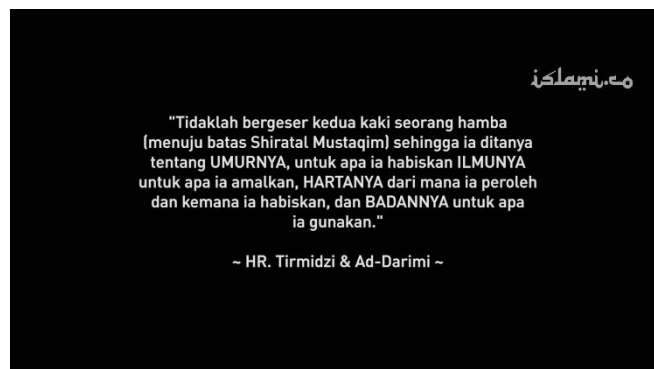 islami.co
"Tidaklah bergeser kedua kaki seorang hamba
(menuju batas Shiratal Mustaqim) sehingga ia ditanya
tentang UMURNYA, untuk apa ia habiskan ILMUNYA
untuk apa ia amalkan, HARTANYA dari mana ia peroleh
dan kemana ia habiskan, dan BADANNYA untuk apa
ia gunakan."
~ HR. Tirmidzi & Ad-Darimi ~